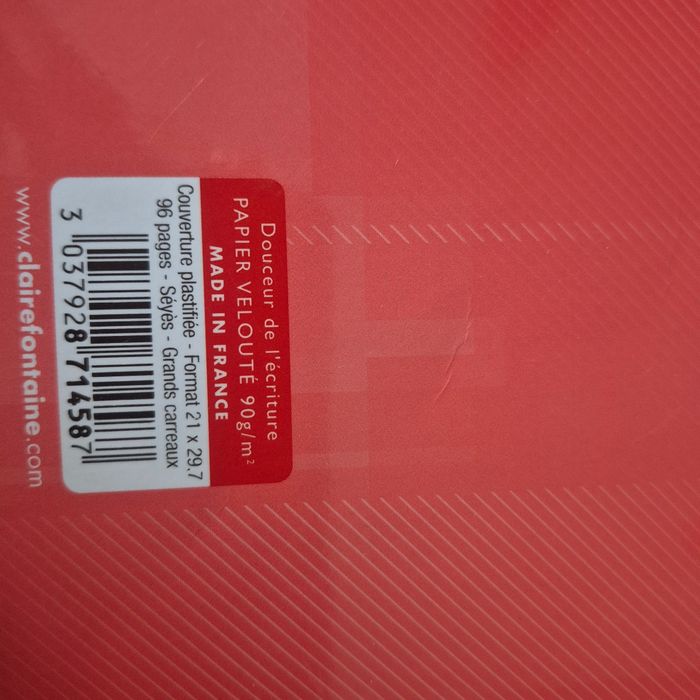 Douceur de l'écriture
PAPIER VELOUTÉ 90g/m²
MADE IN FRANCE
Couverture plastifiée - Format 21 x 29.7
96 pages - Séyès - Grands carreaux
3 037928 714587
www.clairefontaine.com